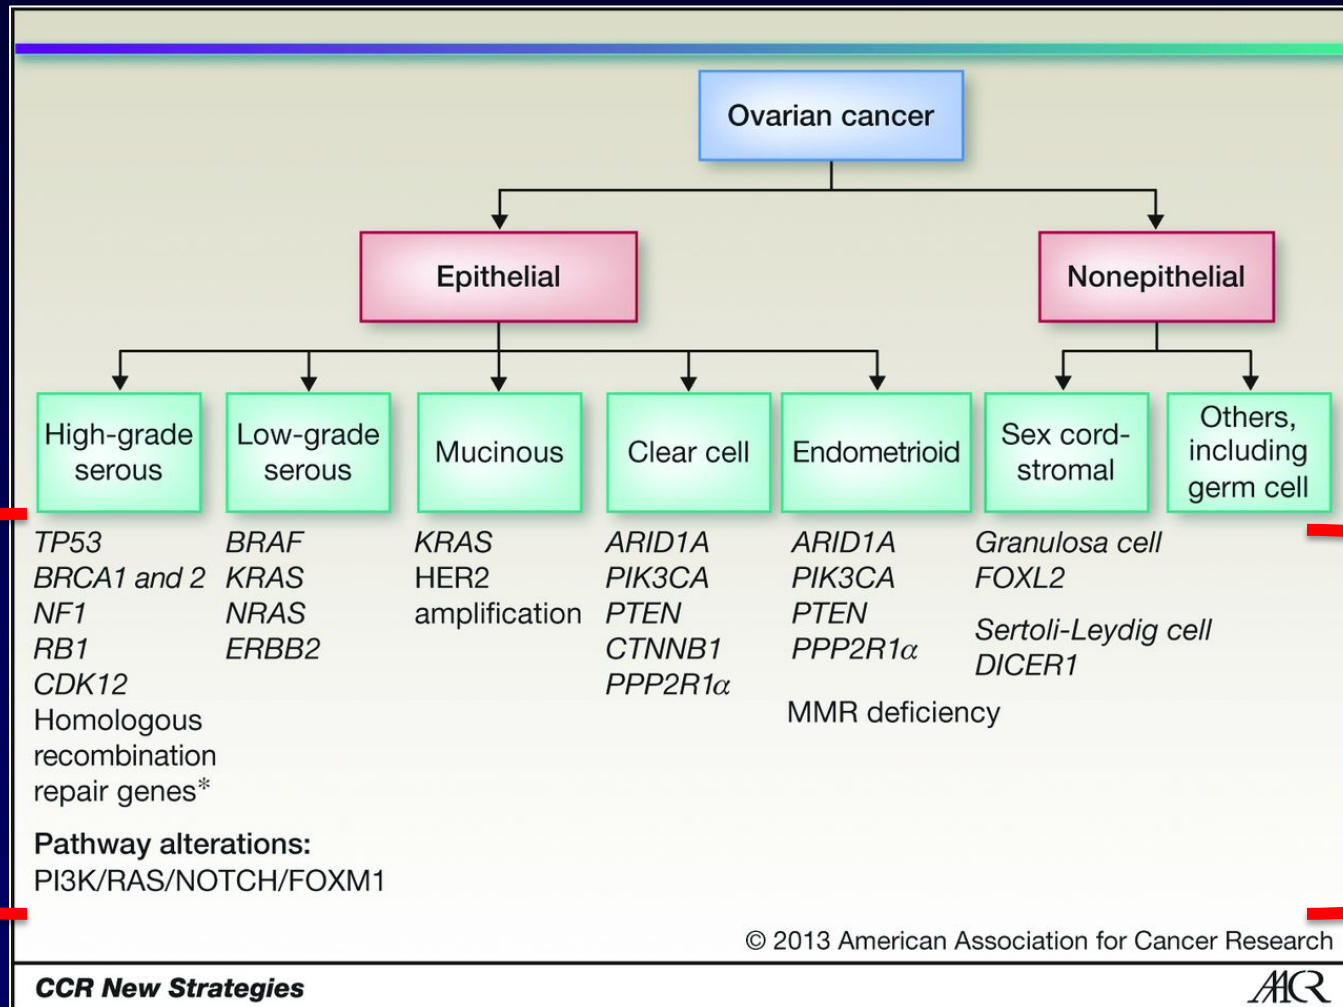 Ovarian cancer
Epithelial
Nonepithelial
High-grade
serous
Low-grade
serous
Mucinous
Clear cell
Endometrioid
Sex cord-
stromal
Others,
including
germ cell
TP53
BRCA1 and 2
NF1
RB1
CDK12
Homologous
recombination
repair genes*
Pathway alterations:
PI3K/RAS/NOTCH/FOXM1
BRAF
KRAS
NRAS
ERBB2
KRAS
HER2
amplification
ARID1A
PIK3CA
PTEN
CTNNB1
PPP2R1α
ARID1A
PIK3CA
PTEN
PPP2R1α
MMR deficiency
Granulosa cell
FOXL2
Sertoli-Leydig cell
DICER1
© 2013 American Association for Cancer Research
CCR New Strategies
AACR